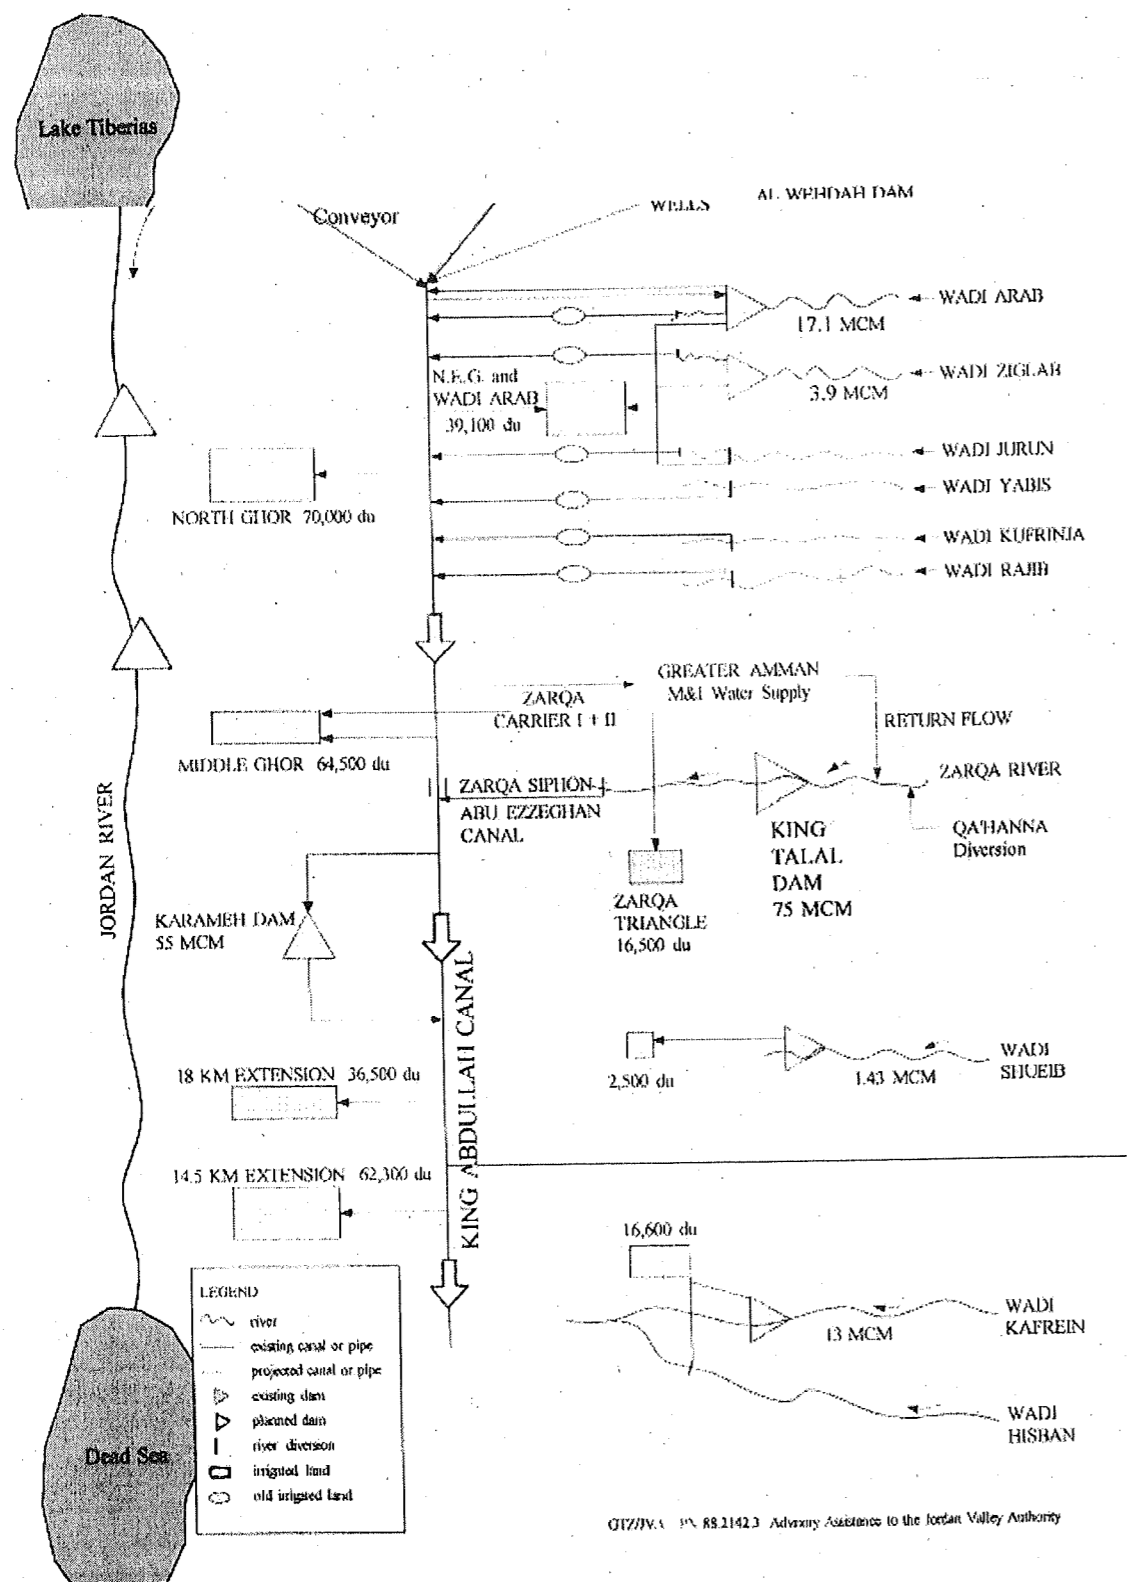 Lake Tiberias
Conveyor
WELLS
AL WEHDAH DAM
WADI ARAB
17.1 MCM
WADI ZIGLAB
3.9 MCM
N.E.G. and
WADI ARAB
39,100 du
WADI JURUN
WADI YABIS
NORTH GHOR 70,000 du
WADI KUFRINJA
WADI RAJIB
GREATER AMMAN
M&I Water Supply
ZARQA
CARRIER I + II
RETURN FLOW
MIDDLE GHOR 64,500 du
ZARQA SIPHON
ABU EZZEGHAN
CANAL
ZARQA RIVER
QA'HANNA
Diversion
KING
TALAL
DAM
75 MCM
JORDAN RIVER
KARAMEH DAM
55 MCM
ZARQA
TRIANGLE
16,500 du
KING ABDULLAH CANAL
WADI
SHUEIB
1.43 MCM
2,500 du
18 KM EXTENSION 36,500 du
14.5 KM EXTENSION 62,300 du
16,600 du
WADI
KAFREIN
13 MCM
WADI
HISBAN
LEGEND
river
existing canal or pipe
projected canal or pipe
existing dam
planned dam
river diversion
irrigated land
old irrigated land
Dead Sea
88.2142.3 Advisory Assistance to the Jordan Valley Authority